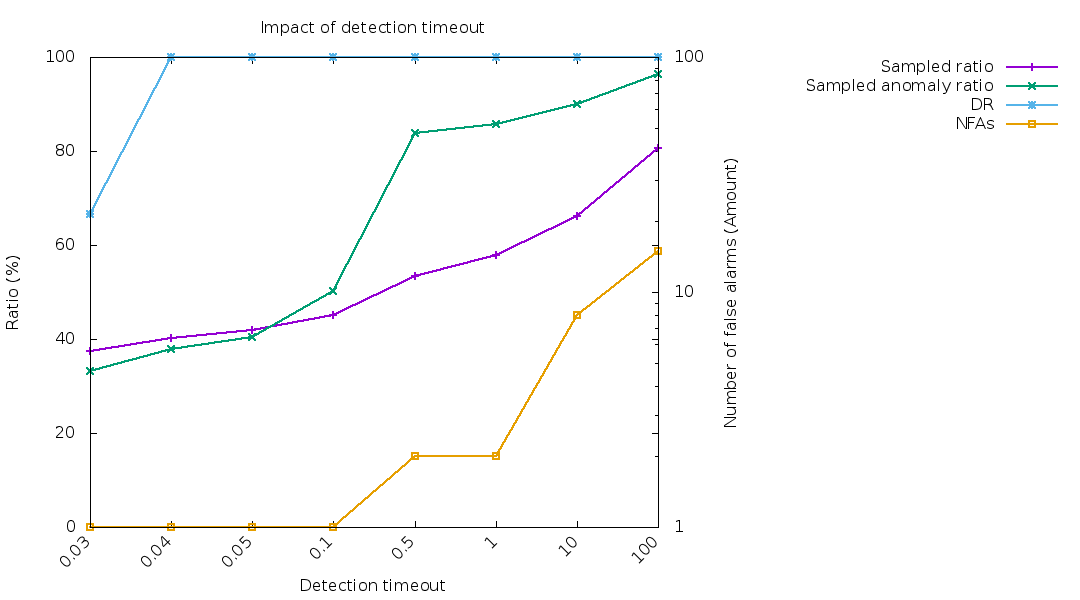 Impact of detection timeout
100
80
60
40
20
0
Ratio (%)
100
10
1
Number of false alarms (Amount)
0.03
0.04
0.05
0.1
0.5
1
10
100
Detection timeout
Sampled ratio
Sampled anomaly ratio
DR
NFAs